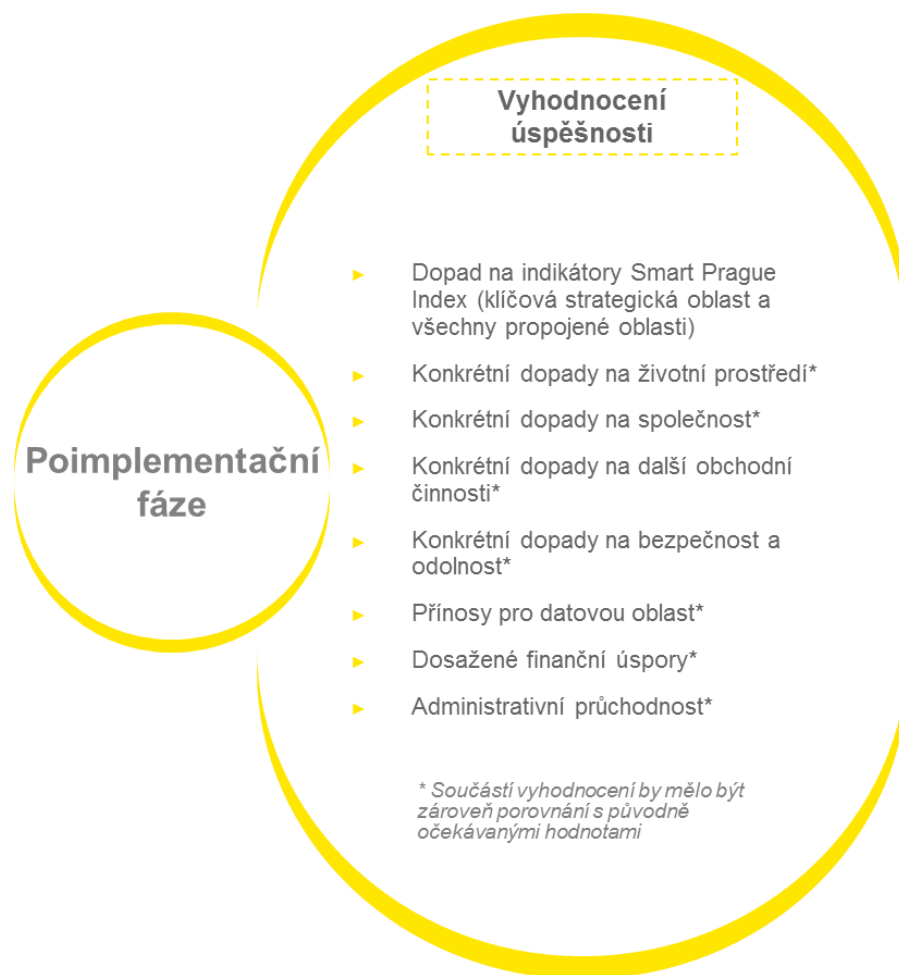 Vyhodnocení
úspěšnosti
► Dopad na indikátory Smart Prague
Index (klíčová strategická oblast a
všechny propojené oblasti)
► Konkrétní dopady na životní prostředí*
► Konkrétní dopady na společnost*
► Konkrétní dopady na další obchodní
činnosti*
► Konkrétní dopady na bezpečnost a
odolnost*
► Přínosy pro datovou oblast*
► Dosažené finanční úspory*
► Administrativní průchodnost*
Poimplementační
fáze
* Součástí vyhodnocení by mělo být
zároveň porovnání s původně
očekávanými hodnotami